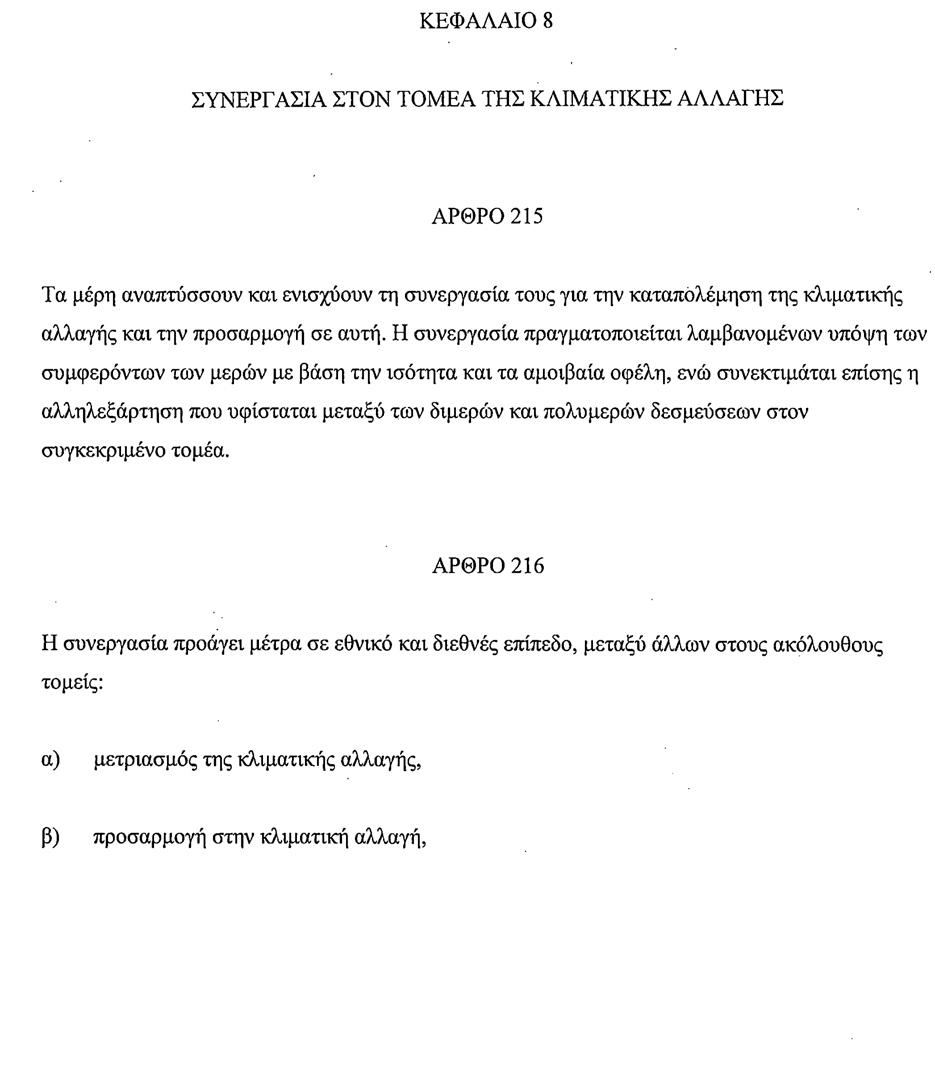 ΚΕΦΑΛΑΙΟ 8
ΣΥΝΕΡΓΑΣΙΑ ΣΤΟΝ ΤΟΜΕΑ ΤΗΣ ΚΛΙΜΑΤΙΚΗΣ ΑΛΛΑΓΗΣ
ΑΡΘΡΟ 215
Τα μέρη αναπτύσσουν και ενισχύουν τη συνεργασία τους για την καταπολέμηση της κλιματικής
αλλαγής και την προσαρμογή σε αυτή. Η συνεργασία πραγματοποιείται λαμβανομένων υπόψη των
συμφερόντων των μερών με βάση την ισότητα και τα αμοιβαία οφέλη, ενώ συνεκτιμάται επίσης η
αλληλεξάρτηση που υφίσταται μεταξύ των διμερών και πολυμερών δεσμεύσεων στον
συγκεκριμένο τομέα.
ΑΡΘΡΟ 216
Η συνεργασία προάγει μέτρα σε εθνικό και διεθνές επίπεδο, μεταξύ άλλων στους ακόλουθους
τομείς:
α) μετριασμός της κλιματικής αλλαγής,
β) προσαρμογή στην κλιματική αλλαγή,